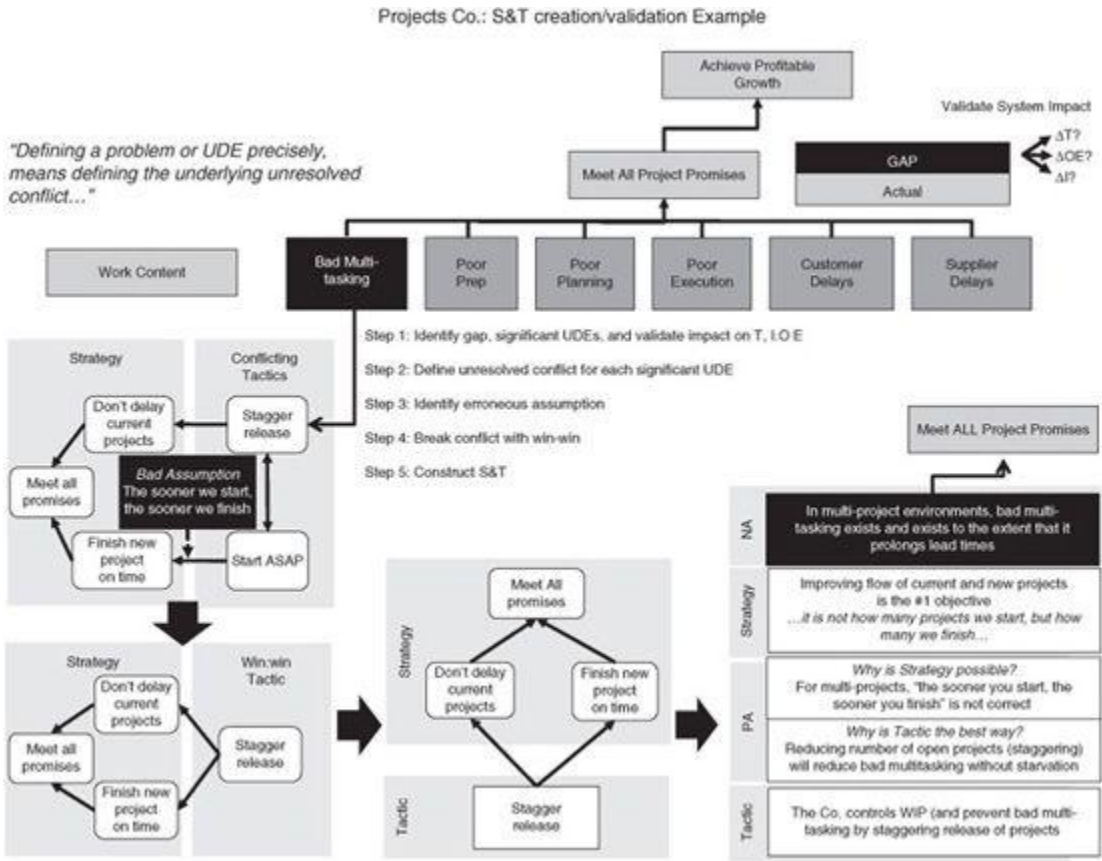 Projects Co.: S&T creation/validation Example
Achieve Profitable
Growth
Validate System Impact
"Defining a problem or UDE precisely,
means defining the underlying unresolved
conflict…"
Meet All Project Promises
GAP
Actual
ΔT?
ΔOE?
ΔI?
Work Content
Bad Multi-
tasking
Poor
Prep
Poor
Planning
Poor
Execution
Customer
Delays
Supplier
Delays
Step 1: Identify gap, significant UDEs, and validate impact on T, I.O E
Step 2: Define unresolved conflict for each significant UDE
Step 3: Identify erroneous assumption
Step 4: Break conflict with win-win
Step 5: Construct S&T
Strategy
Conflicting
Tactics
Don't delay
current
projects
Stagger
release
Meet all
promises
Bad Assumption
The sooner we start,
the sooner we finish
Finish new
project
on time
Start ASAP
Strategy
Win:win
Tactic
Don't delay
current
projects
Meet all
promises
Stagger
release
Finish new
project
on time
Strategy
Meet All
promises
Don't delay
current
projects
Finish new
project
on time
Tactic
Stagger
release
Meet ALL Project Promises
NA
In multi-project environments, bad multi-
tasking exists and exists to the extent that it
prolongs lead times
Strategy
Improving flow of current and new projects
is the #1 objective
…it is not how many projects we start, but how
many we finish…
PA
Why is Strategy possible?
For multi-projects, "the sooner you start, the
sooner you finish" is not correct
Why is Tactic the best way?
Reducing number of open projects (staggering)
will reduce bad multitasking without starvation
Tactic
The Co. controls WIP (and prevent bad multi-
tasking by staggering release of projects